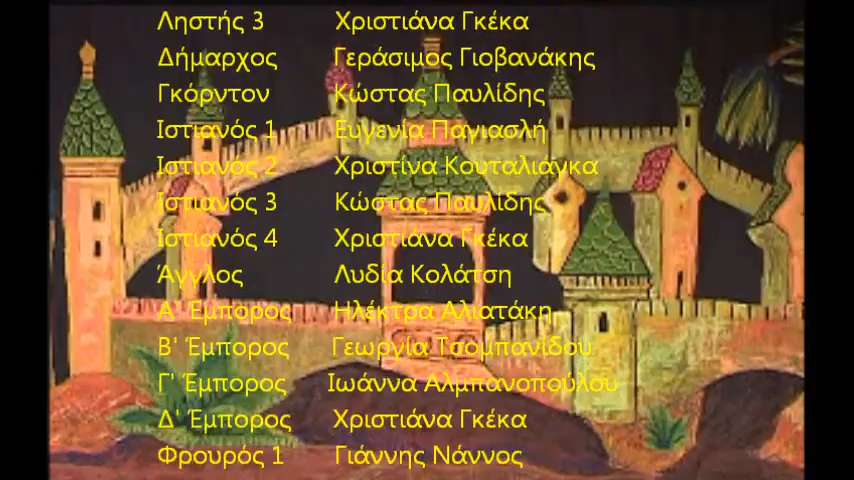 Ληστής 3 Χριστιάνα Γκέκα
Δήμαρχος Γεράσιμος Γιοβανάκης
Γκόρντον Κώστας Παυλίδης
Ιστιανός 1 Ευγενία Παγιασλή
Ιστιανός 2 Χριστίνα Κουταλιάγκα
Ιστιανός 3 Κώστας Παυλίδης
Ιστιανός 4 Χριστιάνα Γκέκα
Άγγλος Λυδία Κολάτση
Α' Έμπορος Ηλέκτρα Αλιατάκη
Β' Έμπορος Γεωργία Τσομπανίδου
Γ' Έμπορος Ιωάννα Αλμπανοπούλου
Δ' Έμπορος Χριστιάνα Γκέκα
Φρουρός 1 Γιάννης Νάννος